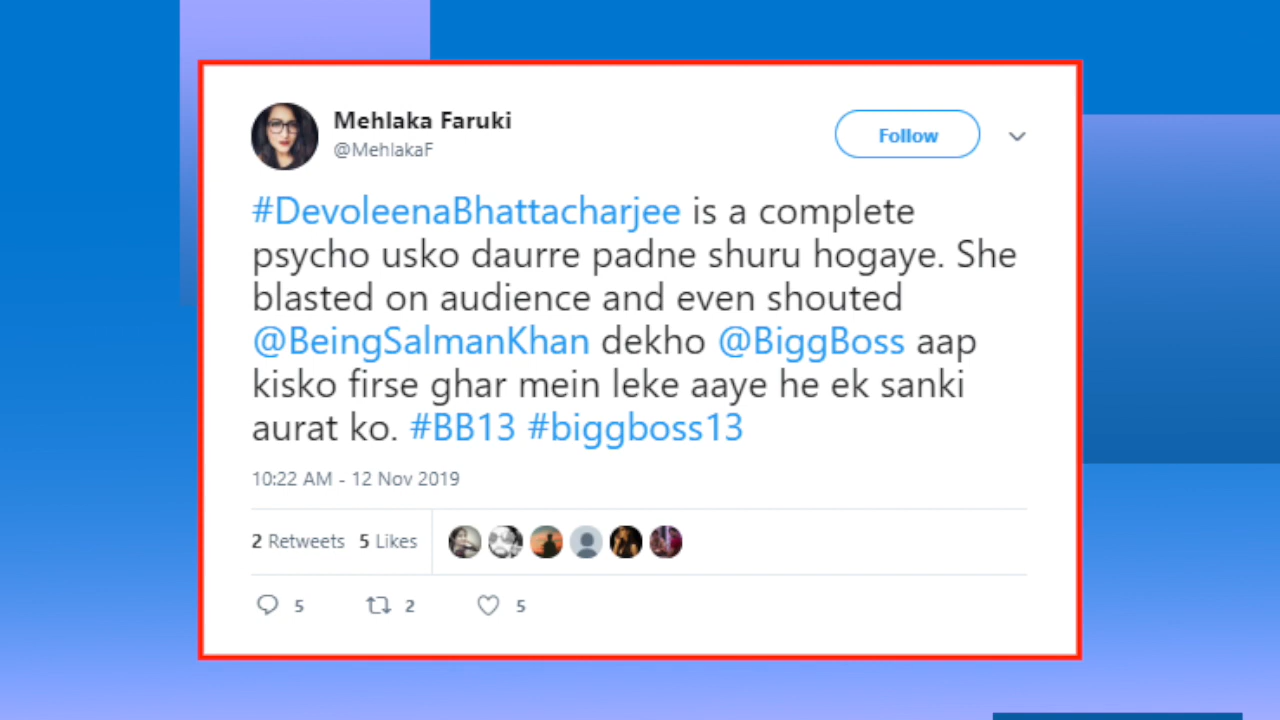 Mehlaka Faruki
@MehlakaF
Follow
#DevoleenaBhattacharjee is a complete
psycho usko daurre padne shuru hogaye. She
blasted on audience and even shouted
@BeingSalmanKhan dekho @BiggBoss aap
kisko firse ghar mein leke aaye he ek sanki
aurat ko. #BB13 #biggboss13
10:22 AM - 12 Nov 2019
2 Retweets 5 Likes
5 2 5